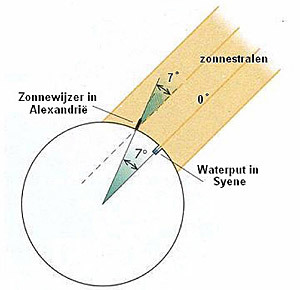 7°
zonnestralen
0°
Zonnewijzer in
Alexandrië
7°
Waterput in
Syene